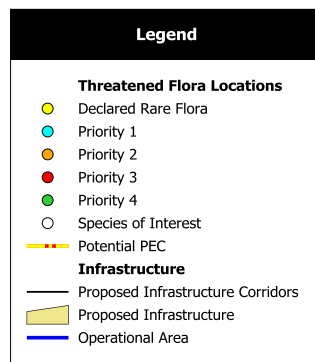 Legend
Threatened Flora Locations
Declared Rare Flora
Priority 1
Priority 2
Priority 3
Priority 4
Species of Interest
Potential PEC
Infrastructure
Proposed Infrastructure Corridors
Proposed Infrastructure
Operational Area